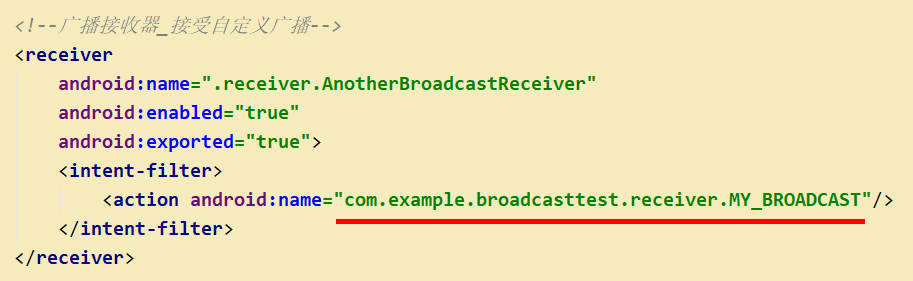 <!--广播接收器_接受自定义广播-->
<receiver
android:name=".receiver.AnotherBroadcastReceiver"
android:enabled="true"
android:exported="true">
<intent-filter>
<action android:name="com.example.broadcasttest.receiver.MY_BROADCAST"/>
</intent-filter>
</receiver>